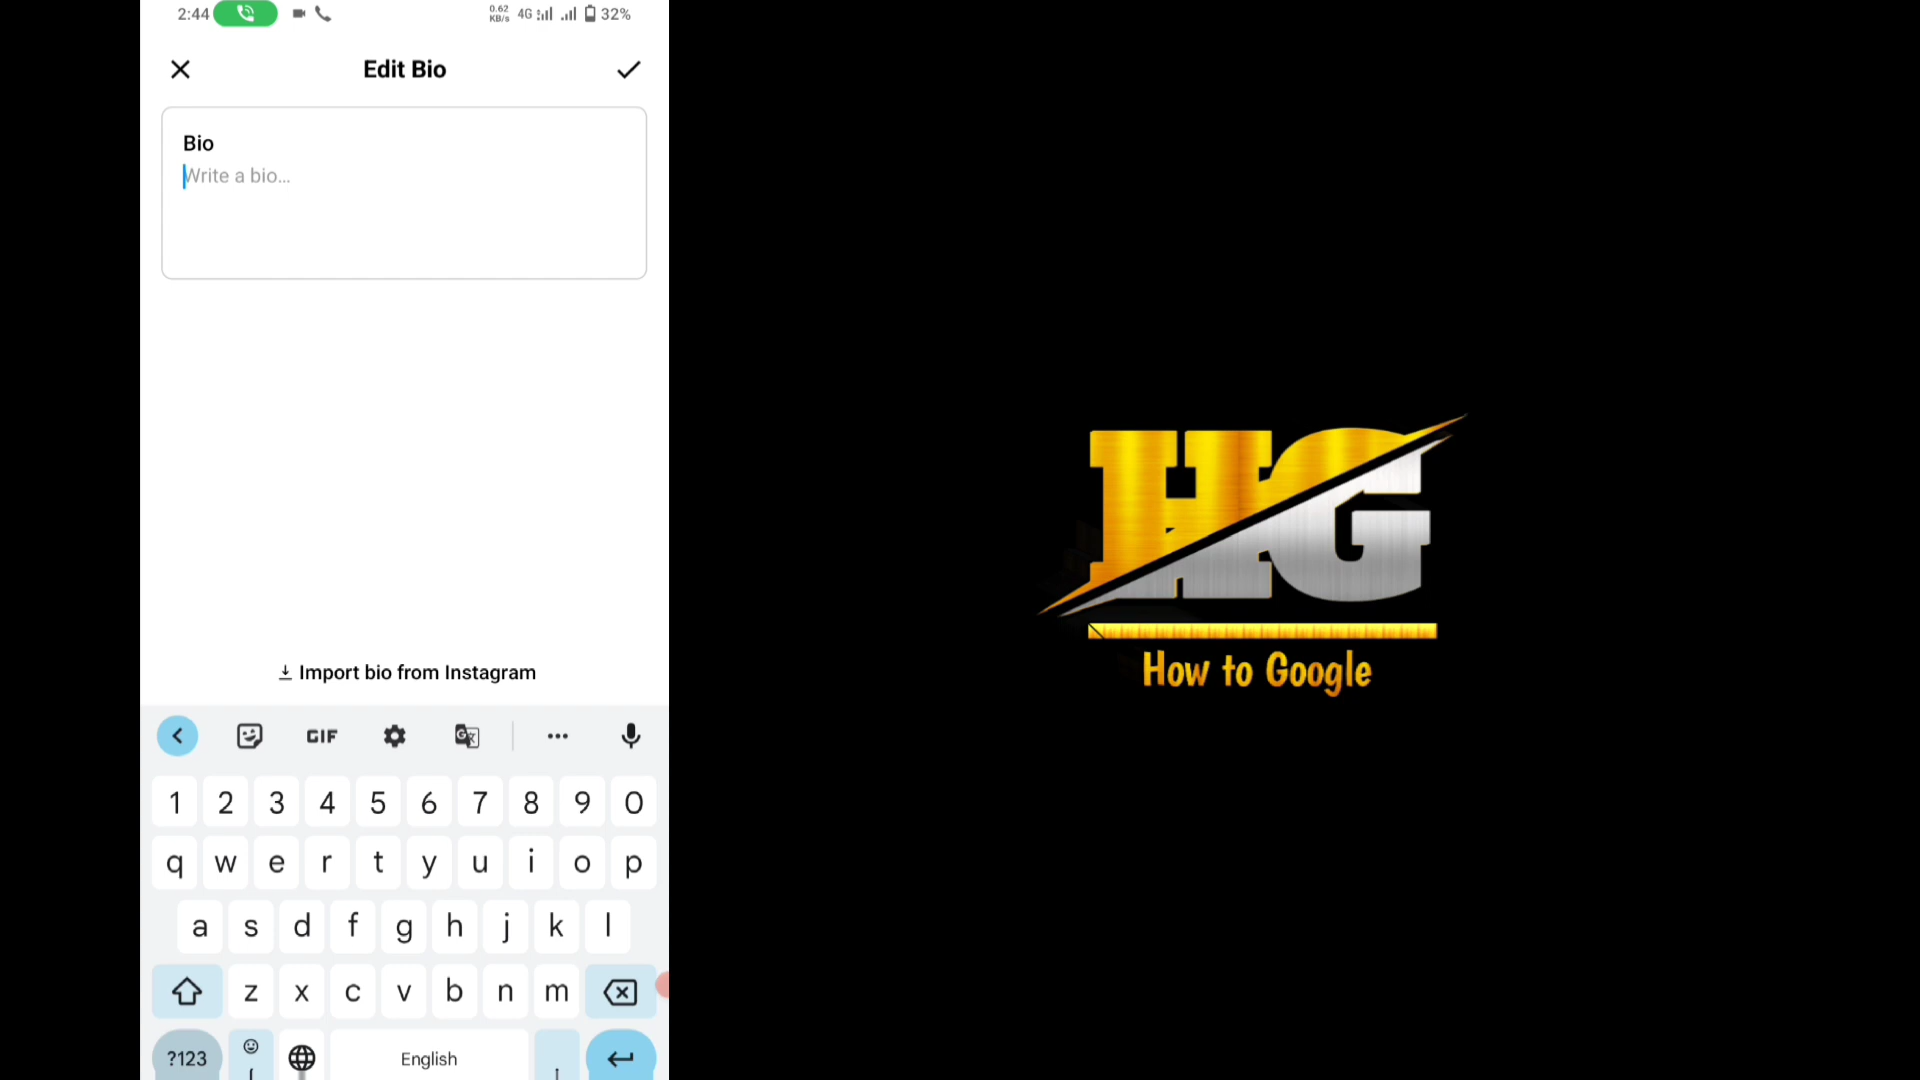 2:44
0.62
KB/s
4G
32%
Edit Bio
Bio
Write a bio...
Import bio from Instagram
GIF
1 2 3 4 5 6 7 8 9 0
q w e r t y u i o p
a s d f g h j k l
z x c v b n m
?123
English
HG
How to Google